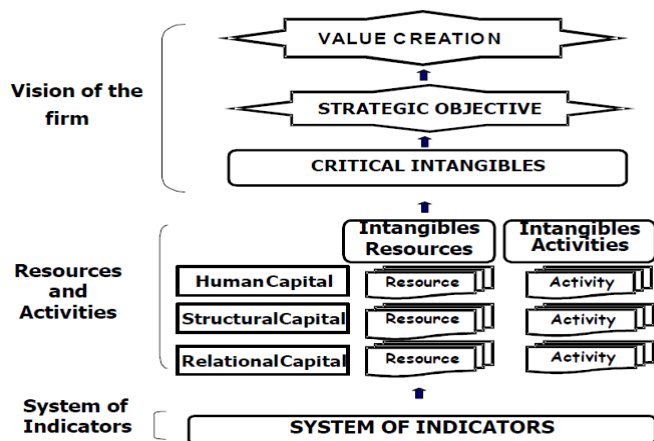 VALUE CREATION
Vision of the
firm
STRATEGIC OBJECTIVE
CRITICAL INTANGIBLES
Intangibles
Resources
Intangibles
Activities
Resources
and
Activities
HumanCapital
Resource
Activity
StructuralCapital
Resource
Activity
RelationalCapital
Resource
Activity
System of
Indicators
SYSTEM OF INDICATORS